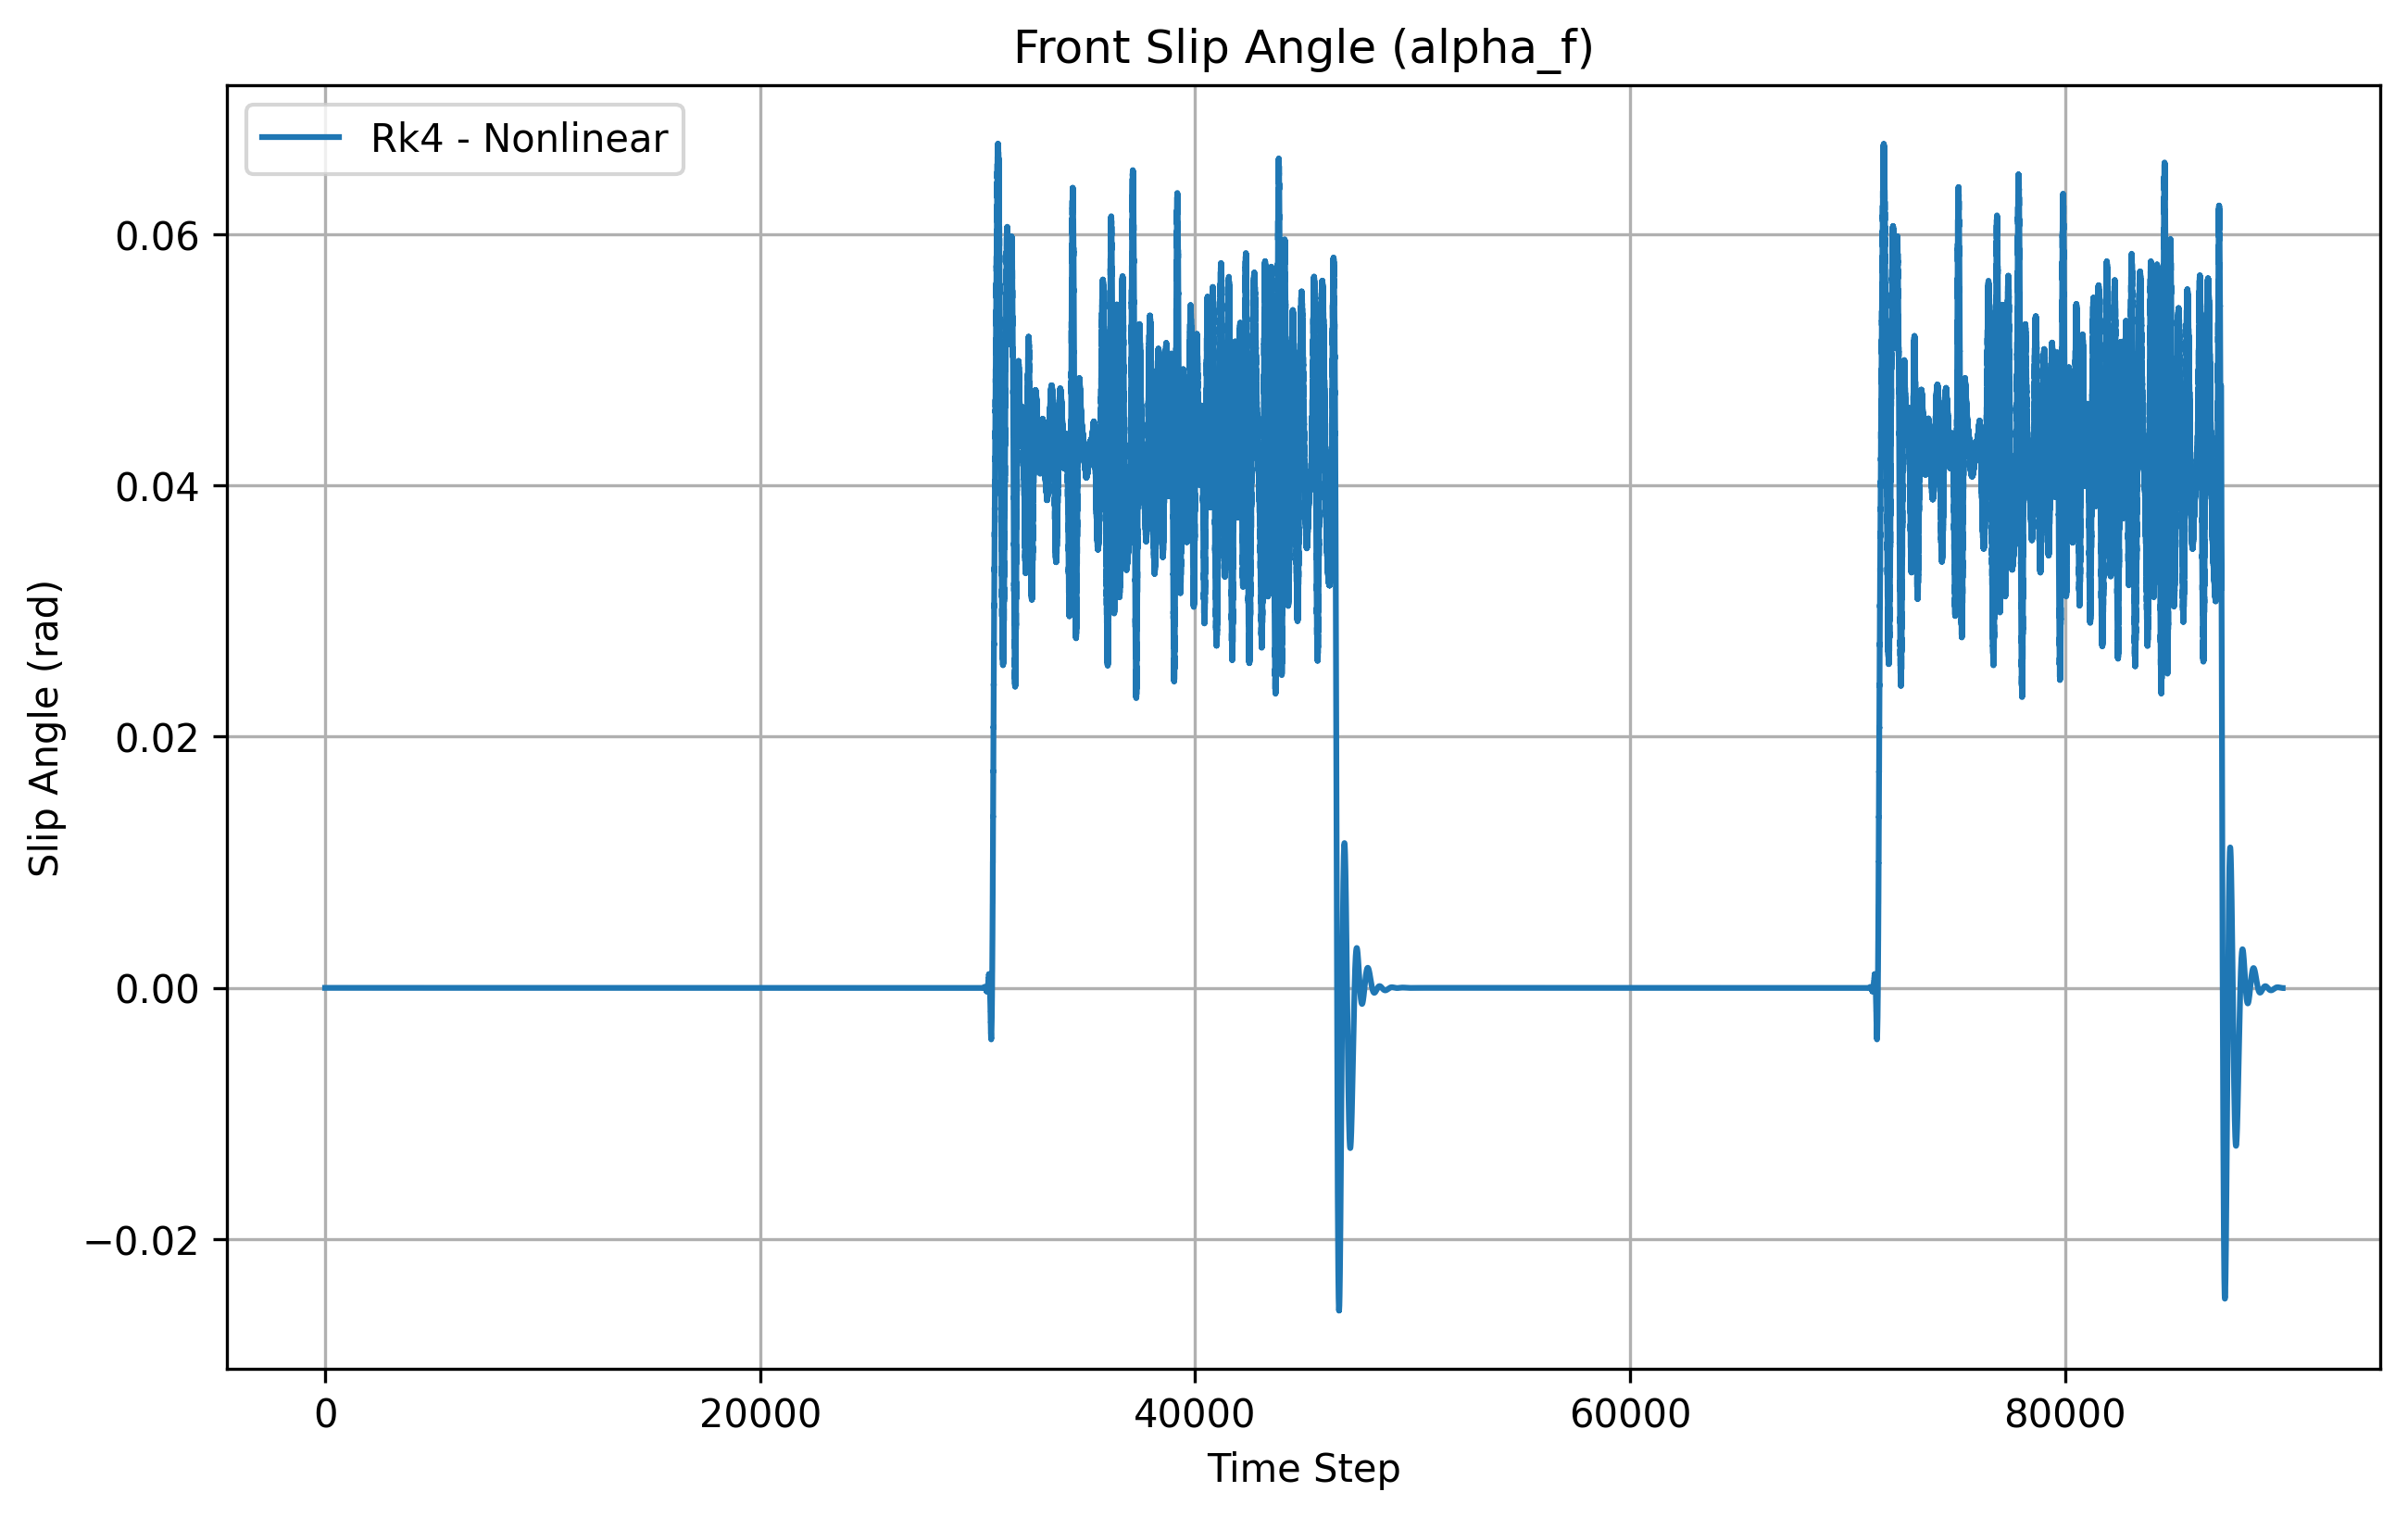 Front Slip Angle (alpha_f)
Rk4 - Nonlinear
Slip Angle (rad)
0.06
0.04
0.02
0.00
−0.02
0
20000
40000
60000
80000
Time Step